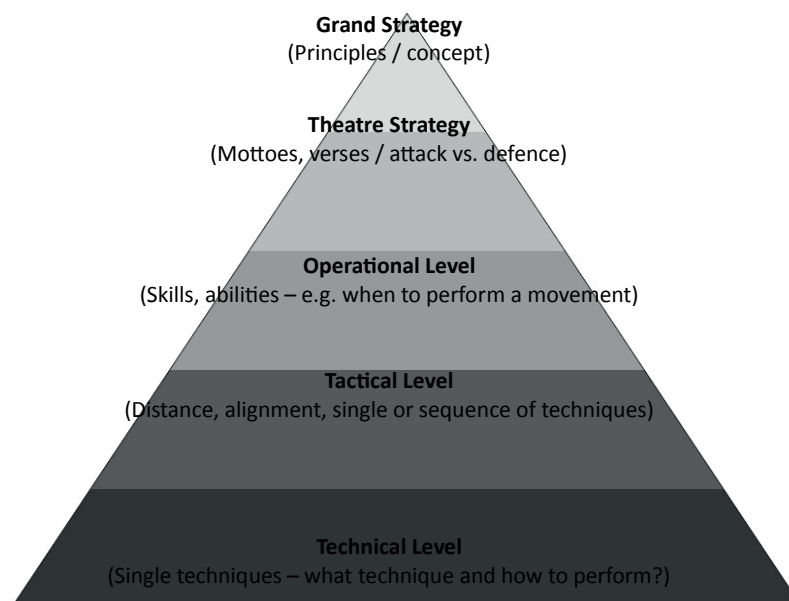 Grand Strategy
(Principles / concept)
Theatre Strategy
(Mottoes, verses / attack vs. defence)
Operational Level
(Skills, abilities – e.g. when to perform a movement)
Tactical Level
(Distance, alignment, single or sequence of techniques)
Technical Level
(Single techniques – what technique and how to perform?)